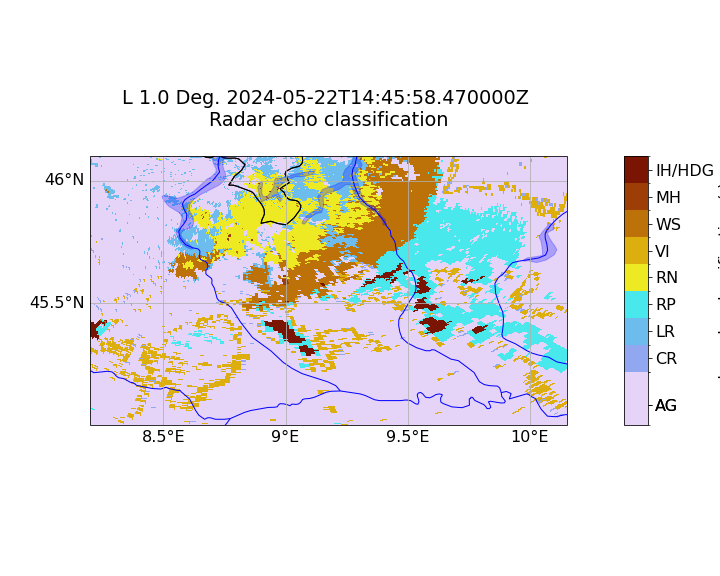 L 1.0 Deg. 2024-05-22T14:45:58.470000Z
Radar echo classification
46°N
45.5°N
8.5°E
9°E
9.5°E
10°E
IH/HDG
MH
WS
VI
RN
RP
LR
CR
AG